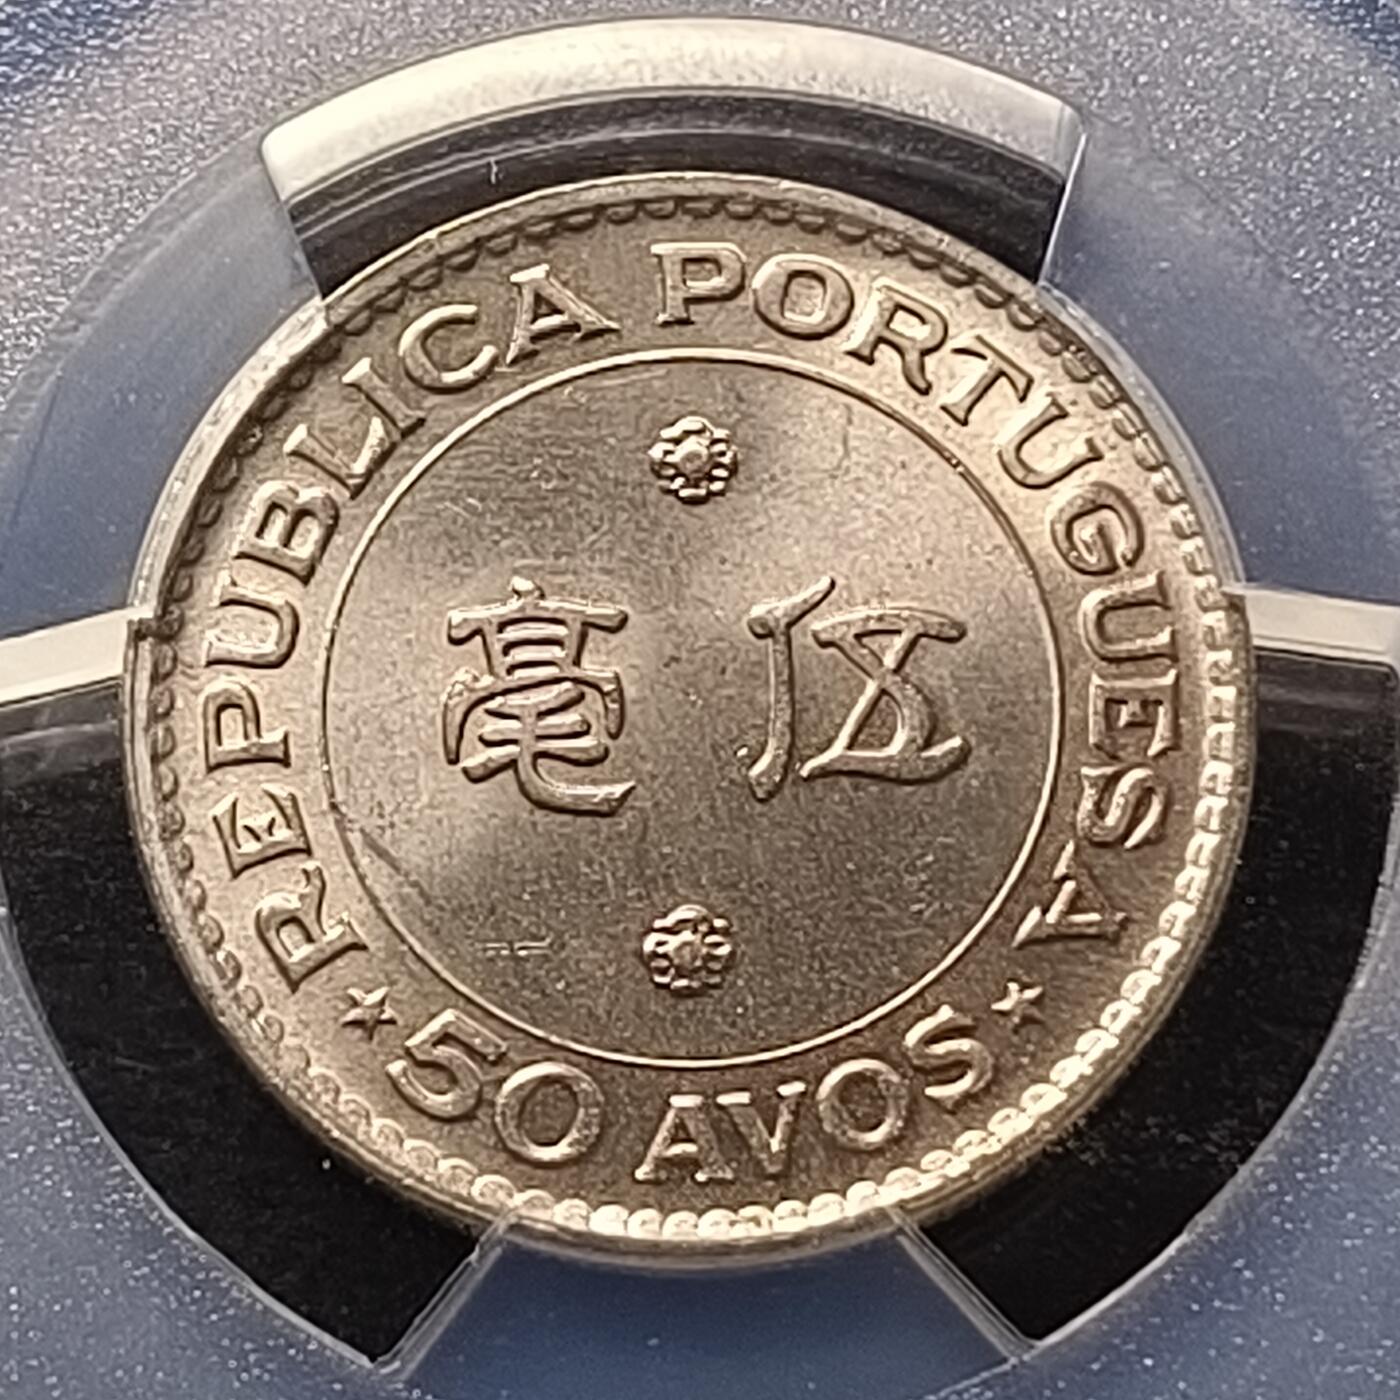 REPUBLICA PORTUGUESA
毫 伍
★ 50 AVOS ★